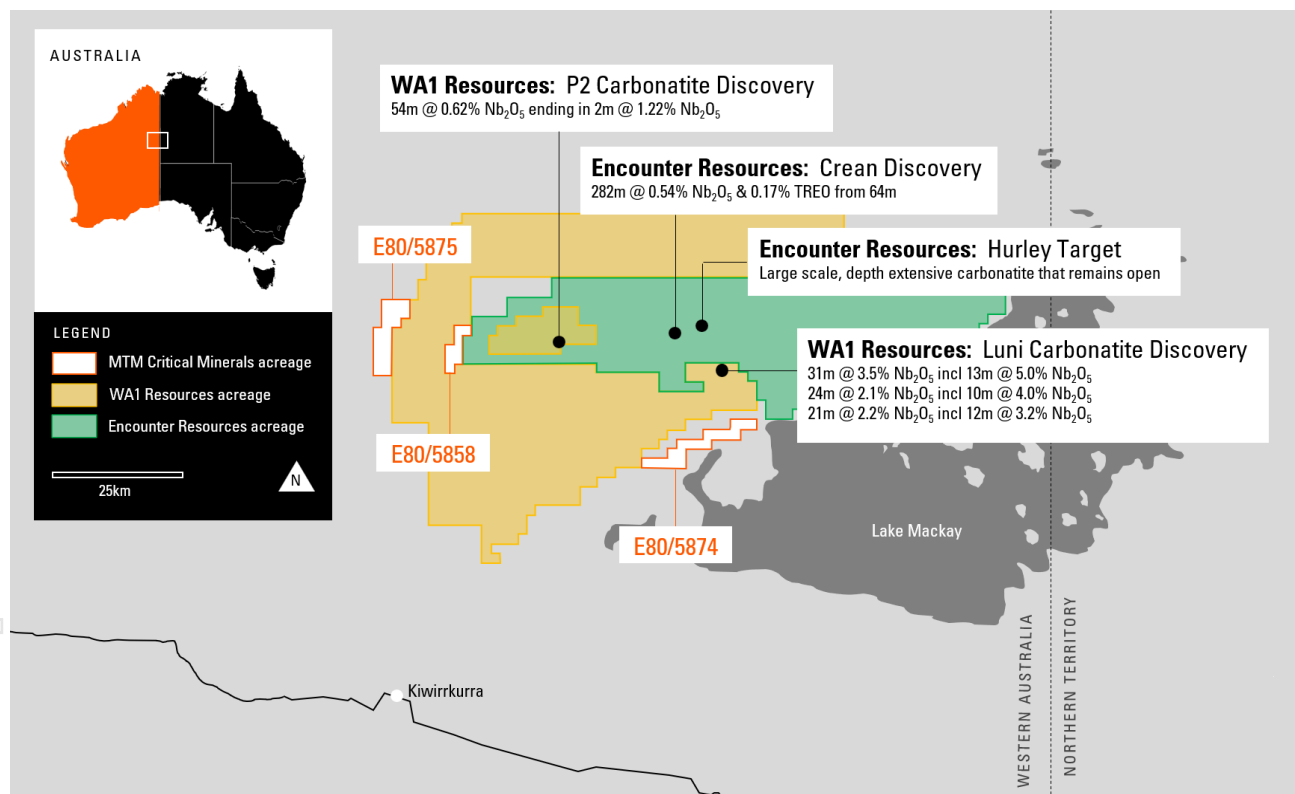 AUSTRALIA
LEGEND
MTM Critical Minerals acreage
WA1 Resources acreage
Encounter Resources acreage
25km
N
WA1 Resources: P2 Carbonatite Discovery
54m @ 0.62% Nb₂O₅ ending in 2m @ 1.22% Nb₂O₅
Encounter Resources: Crean Discovery
282m @ 0.54% Nb₂O₅ & 0.17% TREO from 64m
E80/5875
Encounter Resources: Hurley Target
Large scale, depth extensive carbonatite that remains open
WA1 Resources: Luni Carbonatite Discovery
31m @ 3.5% Nb₂O₅ incl 13m @ 5.0% Nb₂O₅
24m @ 2.1% Nb₂O₅ incl 10m @ 4.0% Nb₂O₅
21m @ 2.2% Nb₂O₅ incl 12m @ 3.2% Nb₂O₅
E80/5858
E80/5874
Lake Mackay
Kiwirrkurra
WESTERN AUSTRALIA
NORTHERN TERRITORY